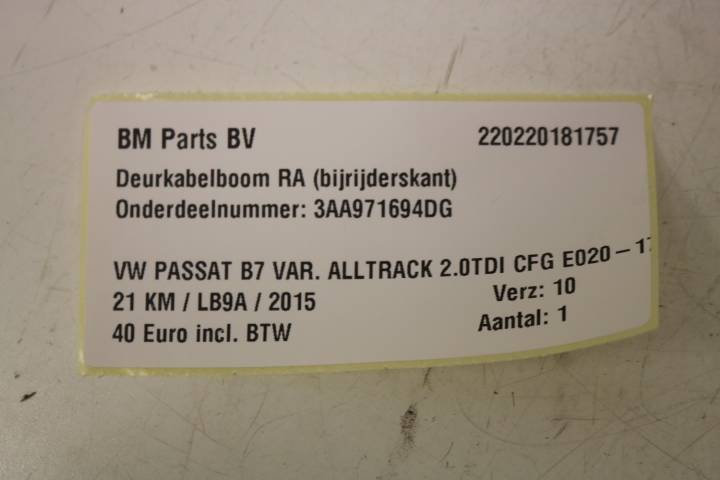 BM Parts BV 220220181757
Deurkabelboom RA (bijrijderskant)
Onderdeelnummer: 3AA971694DG
VW PASSAT B7 VAR. ALLTRACK 2.0TDI CFG E020-17
21 KM / LB9A / 2015 Verz: 10
40 Euro incl. BTW Aantal: 1